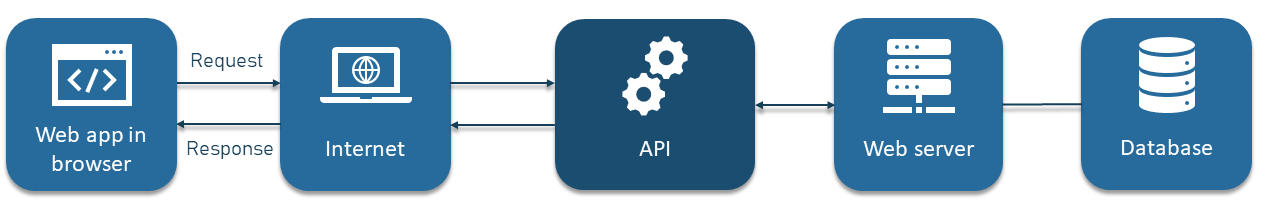 Request
Web app in
browser
Response
Internet
API
Web server
Database